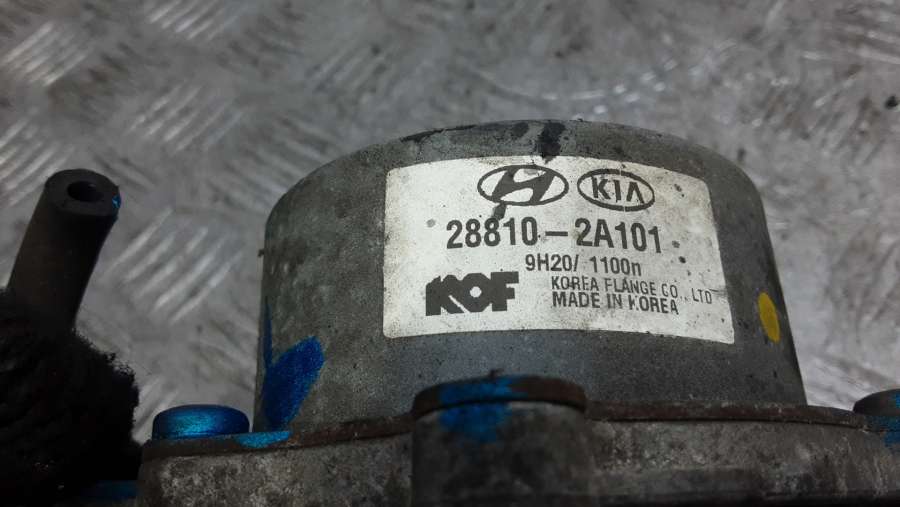 H KIA
28810-2A101
9H20/ 1100n
KOF KOREA FLANGE CO., LTD
MADE IN KOREA